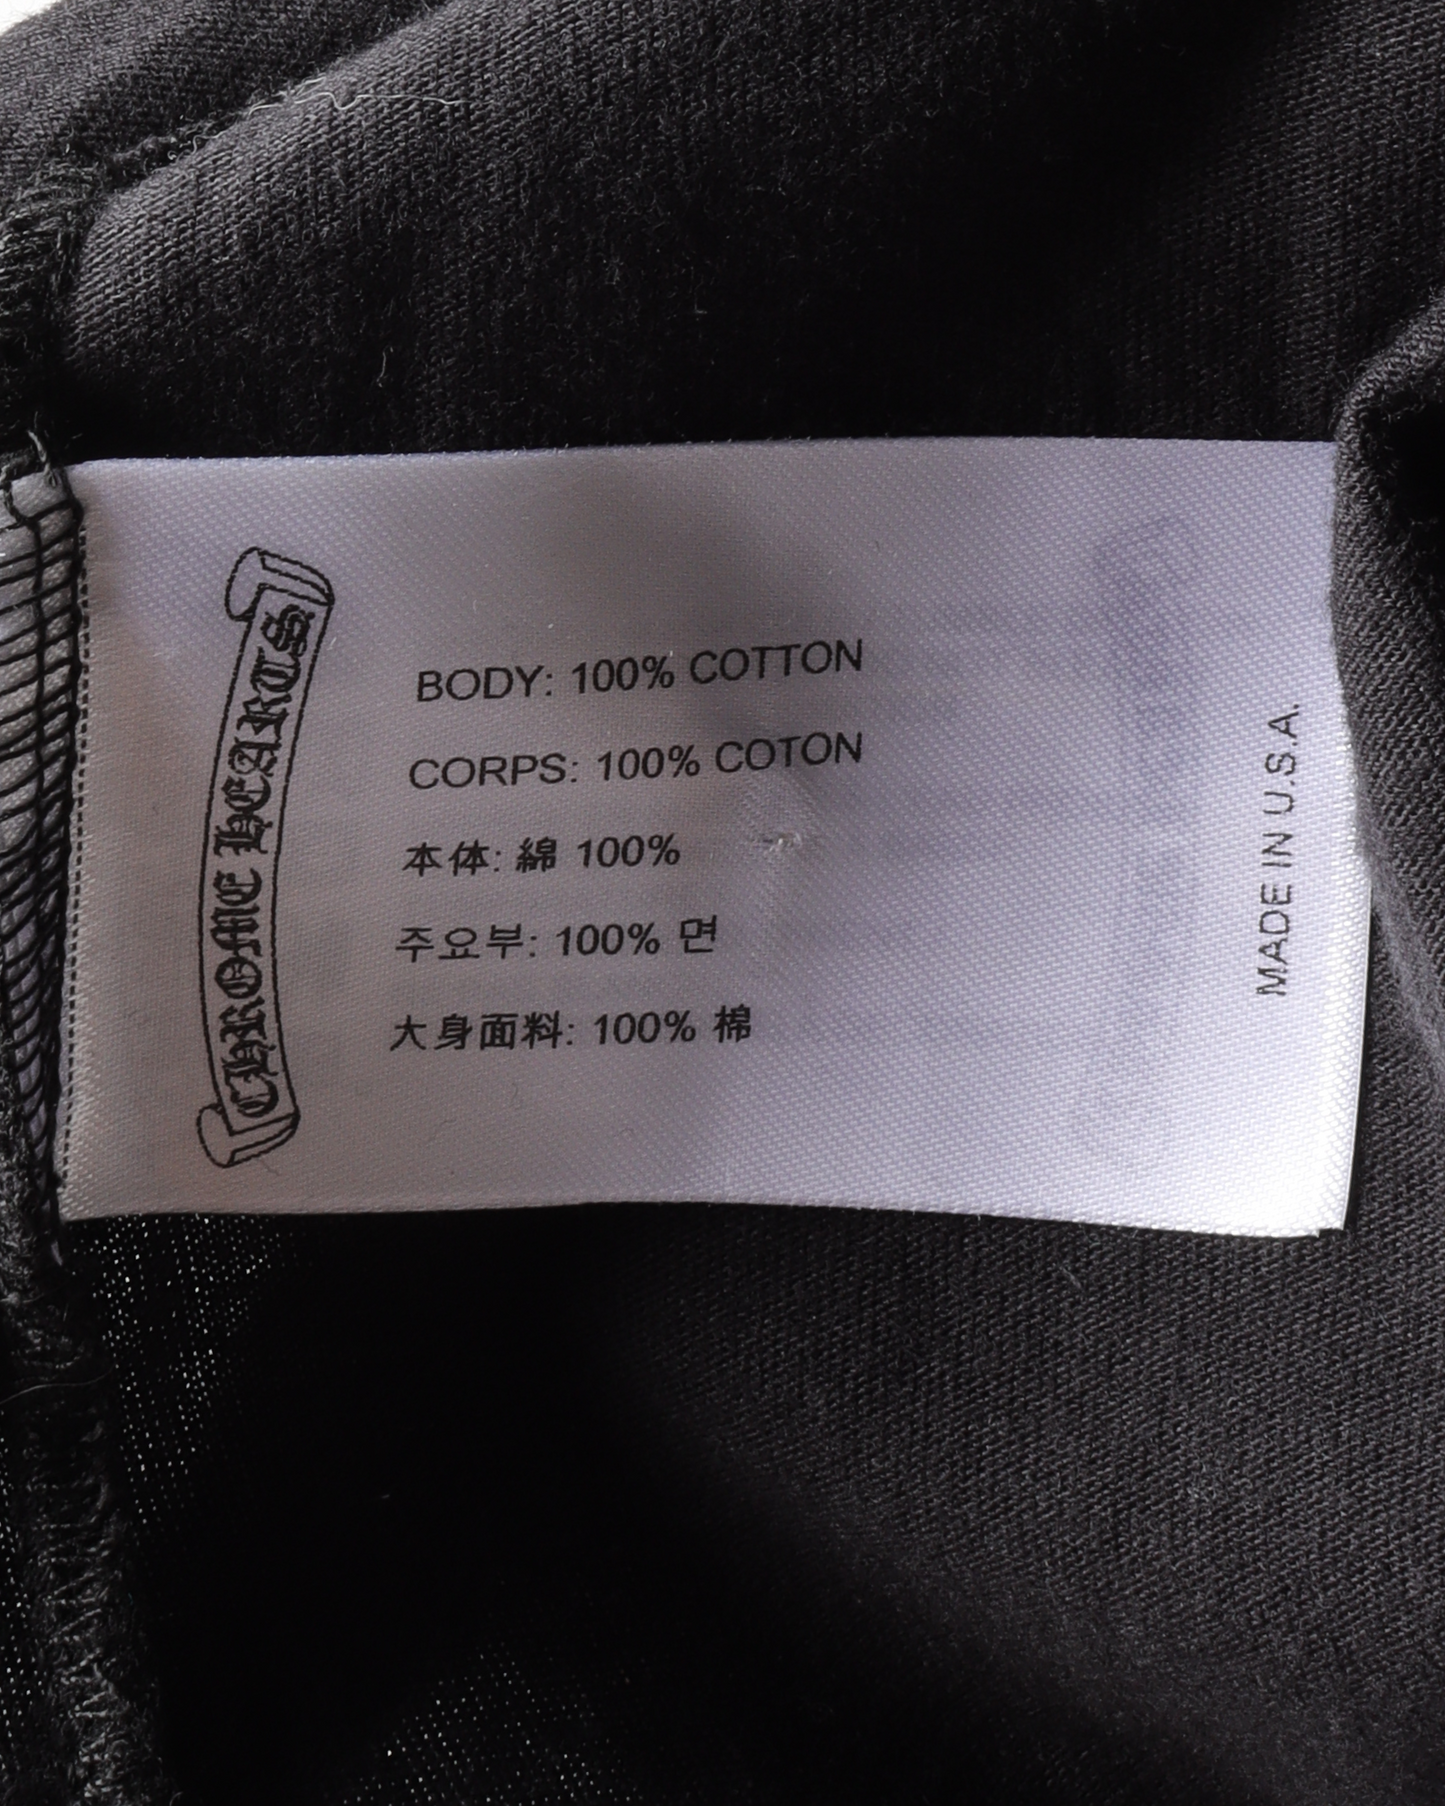 CHROME HEARTS
BODY: 100% COTTON
CORPS: 100% COTON
本体: 綿 100%
주요부: 100% 면
大身面料: 100% 棉
MADE IN U.S.A.